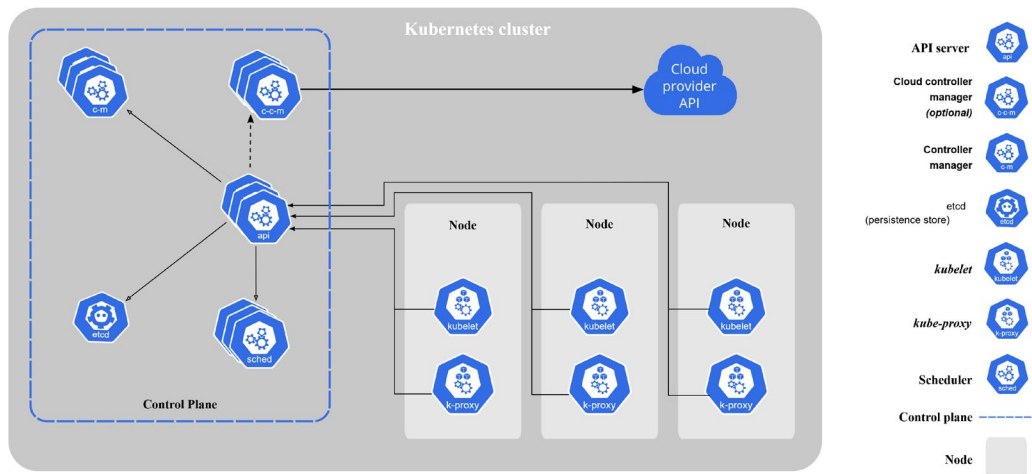 Kubernetes cluster
c-m
c-c-m
Cloud
provider
API
api
etcd
sched
Control Plane
Node
Node
Node
kubelet
kubelet
kubelet
k-proxy
k-proxy
k-proxy
API server
api
Cloud controller
manager
(optional)
c-c-m
Controller
manager
c-m
etcd
(persistence store)
etcd
kubelet
kubelet
kube-proxy
k-proxy
Scheduler
sched
Control plane
Node